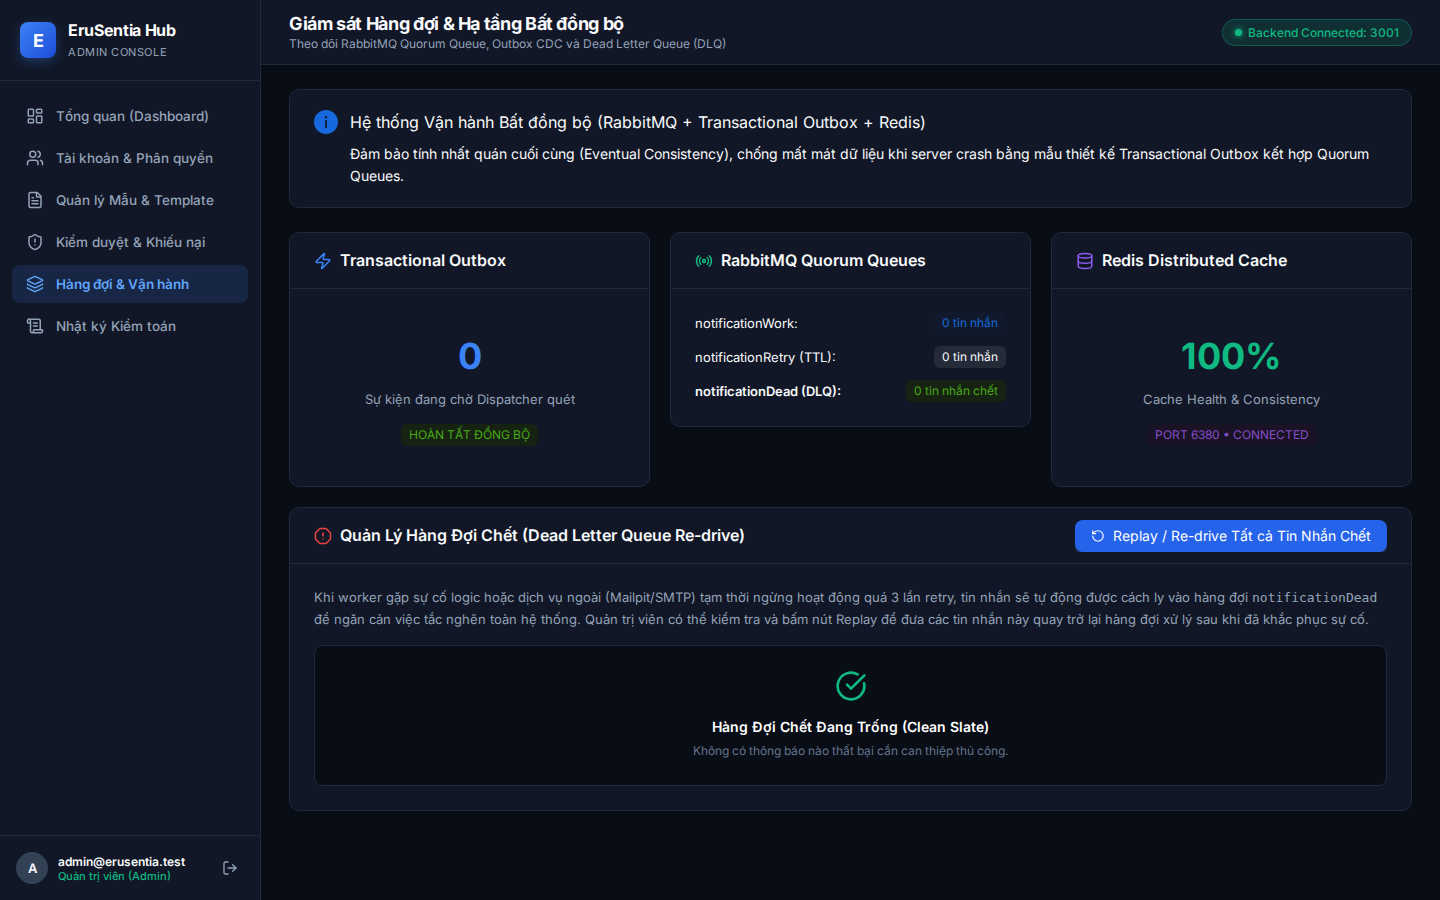 E
EruSentia Hub
ADMIN CONSOLE
Tổng quan (Dashboard)
Tài khoản & Phân quyền
Quản lý Mẫu & Template
Kiểm duyệt & Khiếu nại
Hàng đợi & Vận hành
Nhật ký Kiểm toán
A
admin@erusentia.test
Quản trị viên (Admin)
Giám sát Hàng đợi & Hạ tầng Bất đồng bộ
Theo dõi RabbitMQ Quorum Queue, Outbox CDC và Dead Letter Queue (DLQ)
Backend Connected: 3001
Hệ thống Vận hành Bất đồng bộ (RabbitMQ + Transactional Outbox + Redis)
Đảm bảo tính nhất quán cuối cùng (Eventual Consistency), chống mất mát dữ liệu khi server crash bằng mẫu thiết kế Transactional Outbox kết hợp Quorum
Queues.
Transactional Outbox
0
Sự kiện đang chờ Dispatcher quét
HOÀN TẤT ĐỒNG BỘ
RabbitMQ Quorum Queues
notificationWork: 0 tin nhắn
notificationRetry (TTL): 0 tin nhắn
notificationDead (DLQ): 0 tin nhắn chết
Redis Distributed Cache
100%
Cache Health & Consistency
PORT 6380 • CONNECTED
Quản Lý Hàng Đợi Chết (Dead Letter Queue Re-drive)
Replay / Re-drive Tất cả Tin Nhắn Chết
Khi worker gặp sự cố logic hoặc dịch vụ ngoài (Mailpit/SMTP) tạm thời ngừng hoạt động quá 3 lần retry, tin nhắn sẽ tự động được cách ly vào hàng đợi notificationDead
để ngăn cản việc tắc nghẽn toàn hệ thống. Quản trị viên có thể kiểm tra và bấm nút Replay để đưa các tin nhắn này quay trở lại hàng đợi xử lý sau khi đã khắc phục sự cố.
Hàng Đợi Chết Đang Trống (Clean Slate)
Không có thông báo nào thất bại cần can thiệp thủ công.